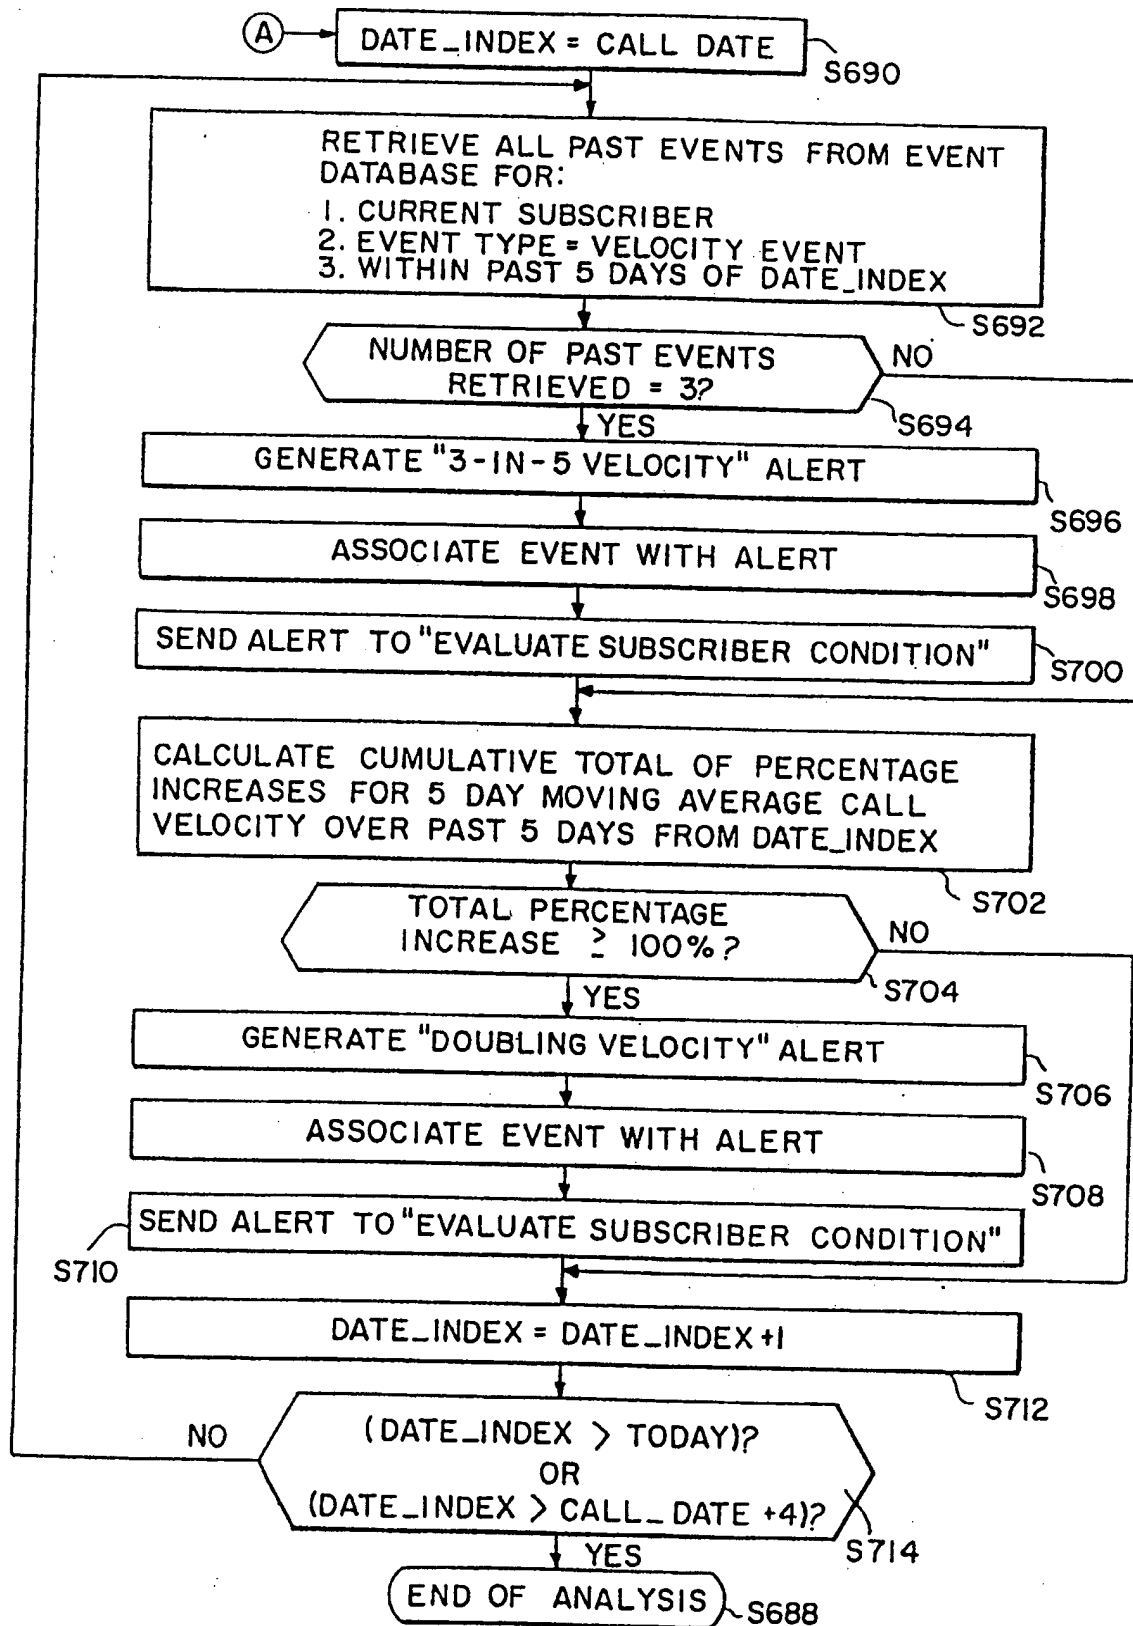 A
DATE_INDEX = CALL DATE
S690
RETRIEVE ALL PAST EVENTS FROM EVENT
DATABASE FOR:
1. CURRENT SUBSCRIBER
2. EVENT TYPE = VELOCITY EVENT
3. WITHIN PAST 5 DAYS OF DATE_INDEX
S692
NUMBER OF PAST EVENTS
RETRIEVED = 3?
NO
S694
YES
GENERATE "3-IN-5 VELOCITY" ALERT
S696
ASSOCIATE EVENT WITH ALERT
S698
SEND ALERT TO "EVALUATE SUBSCRIBER CONDITION"
S700
CALCULATE CUMULATIVE TOTAL OF PERCENTAGE
INCREASES FOR 5 DAY MOVING AVERAGE CALL
VELOCITY OVER PAST 5 DAYS FROM DATE_INDEX
S702
TOTAL PERCENTAGE
INCREASE ≥ 100%?
NO
S704
YES
GENERATE "DOUBLING VELOCITY" ALERT
S706
ASSOCIATE EVENT WITH ALERT
S708
SEND ALERT TO "EVALUATE SUBSCRIBER CONDITION"
S710
DATE_INDEX = DATE_INDEX +1
S712
NO
(DATE_INDEX > TODAY)?
OR
(DATE_INDEX > CALL_DATE +4)?
S714
YES
END OF ANALYSIS
S688